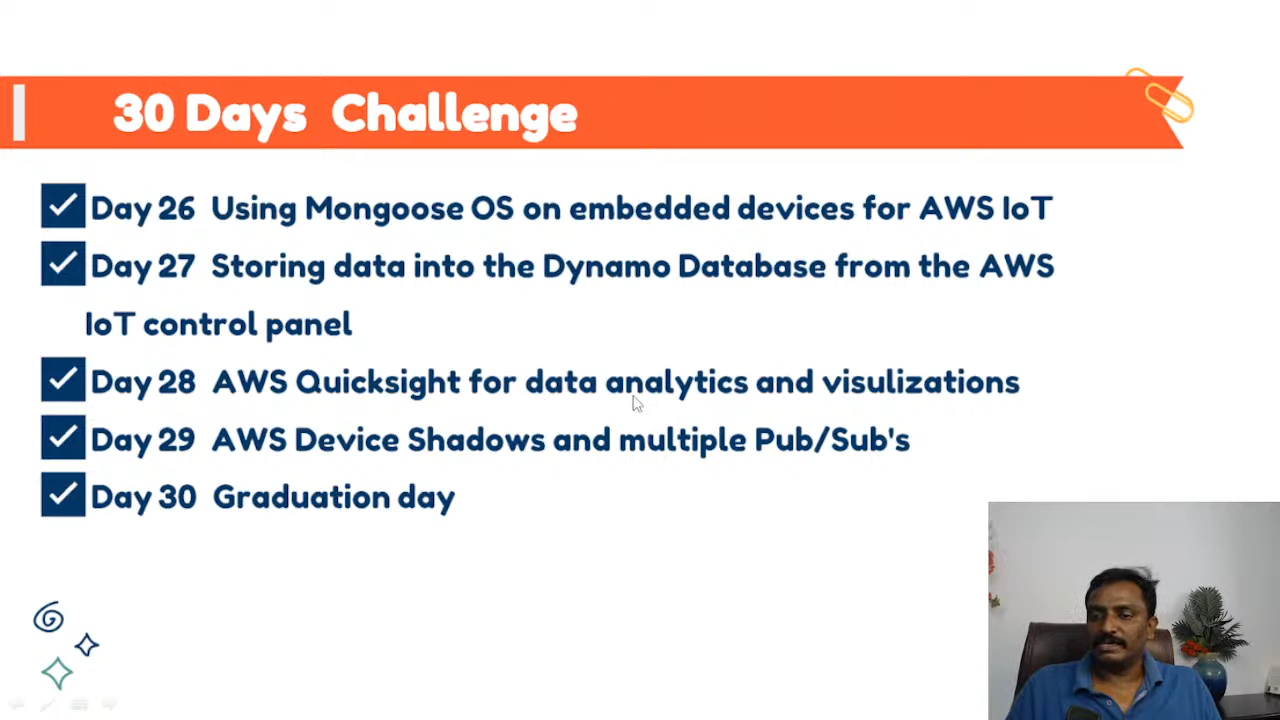 30 Days Challenge
Day 26 Using Mongoose OS on embedded devices for AWS IoT
Day 27 Storing data into the Dynamo Database from the AWS
IoT control panel
Day 28 AWS Quicksight for data analytics and visulizations
Day 29 AWS Device Shadows and multiple Pub/Sub's
Day 30 Graduation day